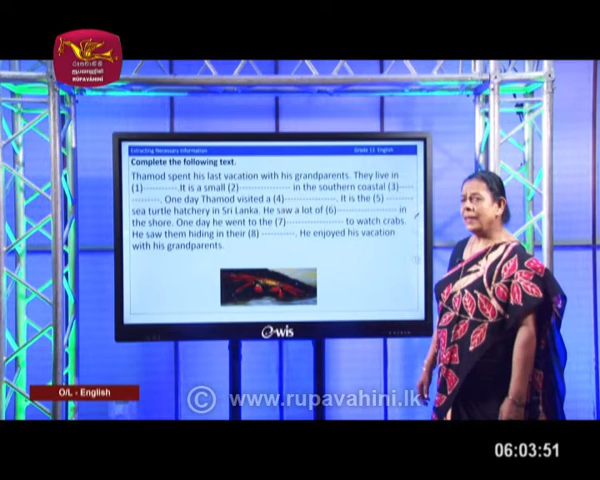 රූපවාහිනී
RUPAVAHINI
Extracting Necessary Information
Grade 11 English
Complete the following text.
Thamod spent his last vacation with his grandparents. They live in
(1)-----------.It is a small (2)---------------- in the southern coastal (3)----
----------. One day Thamod visited a (4)----------------. It is the (5) --------
sea turtle hatchery in Sri Lanka. He saw a lot of (6)------------------ in
the shore. One day he went to the (7)------------------ to watch crabs.
He saw them hiding in their (8) -----------. He enjoyed his vacation
with his grandparents.
e-wis
O/L - English
© www.rupavahini.lk
06:03:51